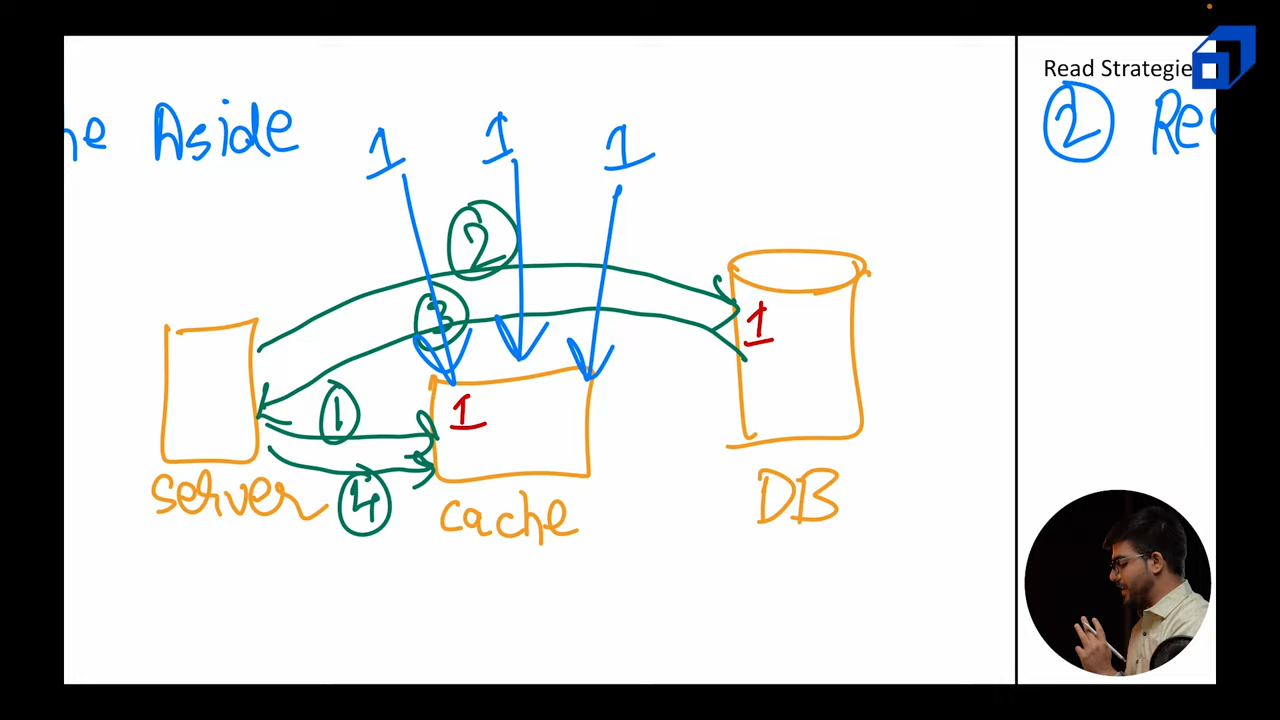 Read Strategie
he Aside
2 Re
1 1 1
2
3
1
1
1
4
server
cache
DB